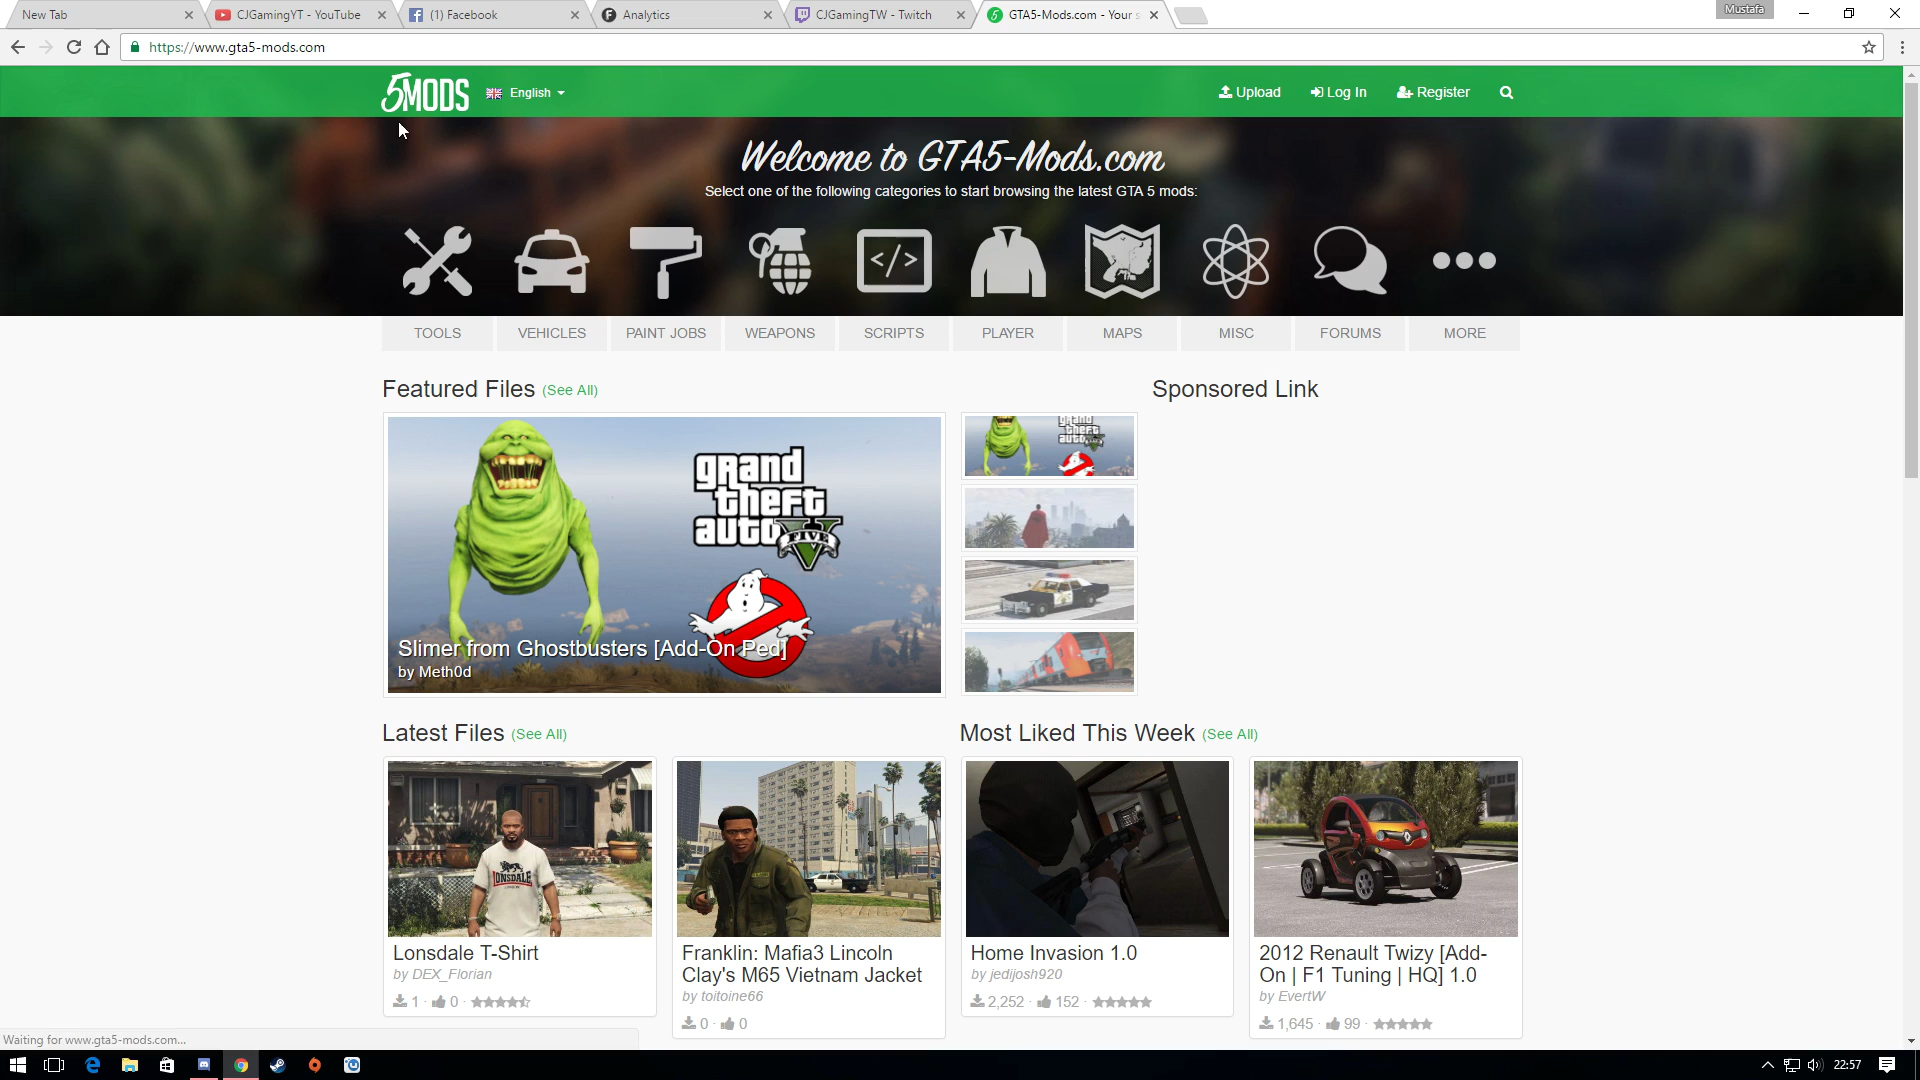 New Tab
CJGamingYT - YouTube
(1) Facebook
Analytics
CJGamingTW - Twitch
GTA5-Mods.com - Your s
Mustafa
https://www.gta5-mods.com
5MODS
English
Upload
Log In
Register
Welcome to GTA5-Mods.com
Select one of the following categories to start browsing the latest GTA 5 mods:
TOOLS
VEHICLES
PAINT JOBS
WEAPONS
SCRIPTS
PLAYER
MAPS
MISC
FORUMS
MORE
Featured Files (See All)
Sponsored Link
grand
theft
auto
FIVE
Slimer from Ghostbusters [Add-On Ped]
by Meth0d
grand
theft
auto
Latest Files (See All)
Most Liked This Week (See All)
LONSDALE
Lonsdale T-Shirt
by DEX_Florian
1 · 0 ·
Franklin: Mafia3 Lincoln
Clay's M65 Vietnam Jacket
by toitoine66
0 · 0
Home Invasion 1.0
by jedijosh920
2,252 · 152 ·
2012 Renault Twizy [Add-
On | F1 Tuning | HQ] 1.0
by EvertW
1,645 · 99 ·
Waiting for www.gta5-mods.com...
22:57